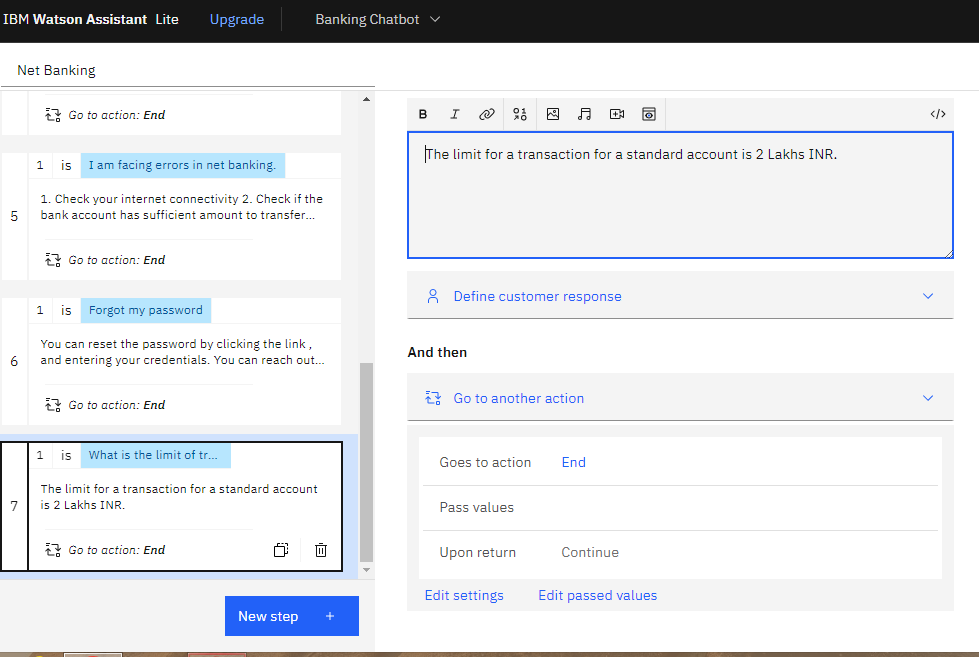 IBM Watson Assistant Lite Upgrade Banking Chatbot
Net Banking
Go to action: End
1 is I am facing errors in net banking.
5
1. Check your internet connectivity 2. Check if the
bank account has sufficient amount to transfer...
Go to action: End
1 is Forgot my password
6
You can reset the password by clicking the link ,
and entering your credentials. You can reach out...
Go to action: End
1 is What is the limit of tr...
7
The limit for a transaction for a standard account
is 2 Lakhs INR.
Go to action: End
New step +
B I </>
The limit for a transaction for a standard account is 2 Lakhs INR.
Define customer response
And then
Go to another action
Goes to action End
Pass values
Upon return Continue
Edit settings Edit passed values